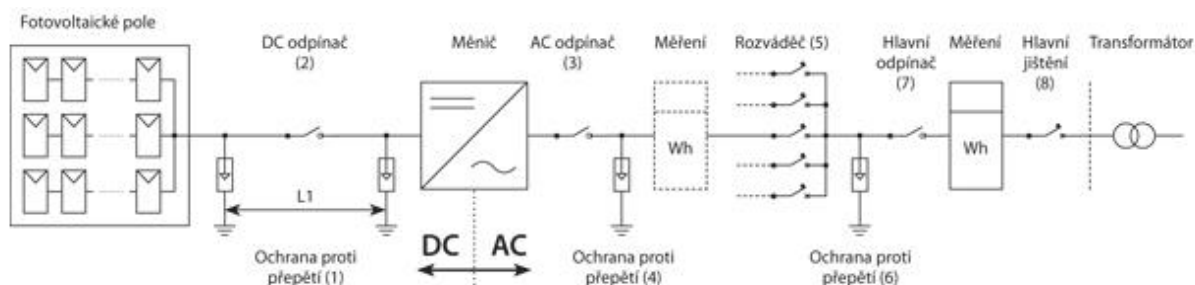 Fotovoltaické pole
DC odpínač
(2)
Měnič
AC odpínač
(3)
Měření
Rozváděč (5)
Hlavní
odpínač
(7)
Měření
Hlavní
jištění
(8)
Transformátor
Wh
Wh
L1
DC
AC
Ochrana proti
přepětí (1)
Ochrana proti
přepětí (4)
Ochrana proti
přepětí (6)